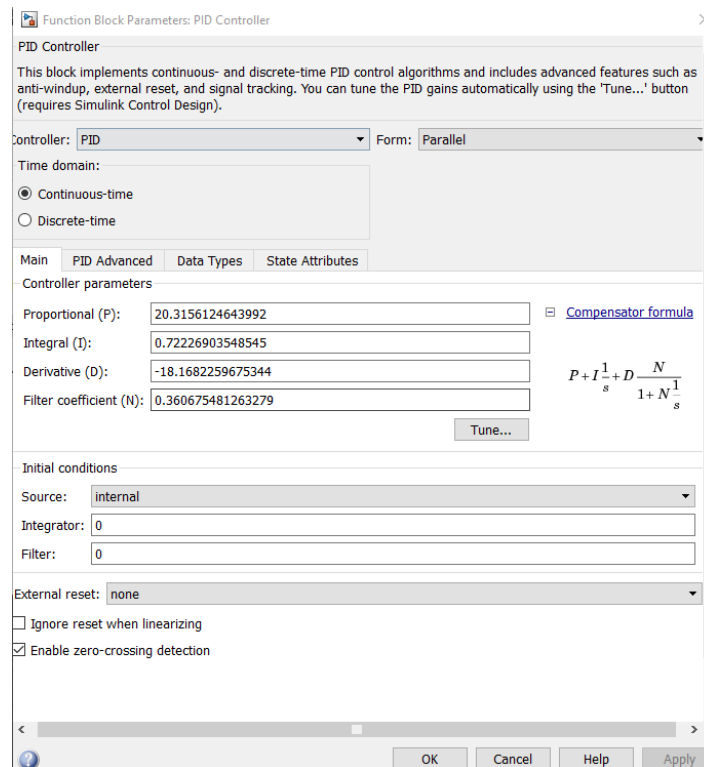 Function Block Parameters: PID Controller
PID Controller
This block implements continuous- and discrete-time PID control algorithms and includes advanced features such as
anti-windup, external reset, and signal tracking. You can tune the PID gains automatically using the 'Tune...' button
(requires Simulink Control Design).
Controller: PID Form: Parallel
Time domain:
Continuous-time
Discrete-time
Main PID Advanced Data Types State Attributes
Controller parameters
Proportional (P): 20.3156124643992 Compensator formula
Integral (I): 0.72226903548545
Derivative (D): -18.1682259675344
P + I 1/s + D N/(1 + N 1/s)
Filter coefficient (N): 0.360675481263279
Tune...
Initial conditions
Source: internal
Integrator: 0
Filter: 0
External reset: none
Ignore reset when linearizing
Enable zero-crossing detection
OK Cancel Help Apply